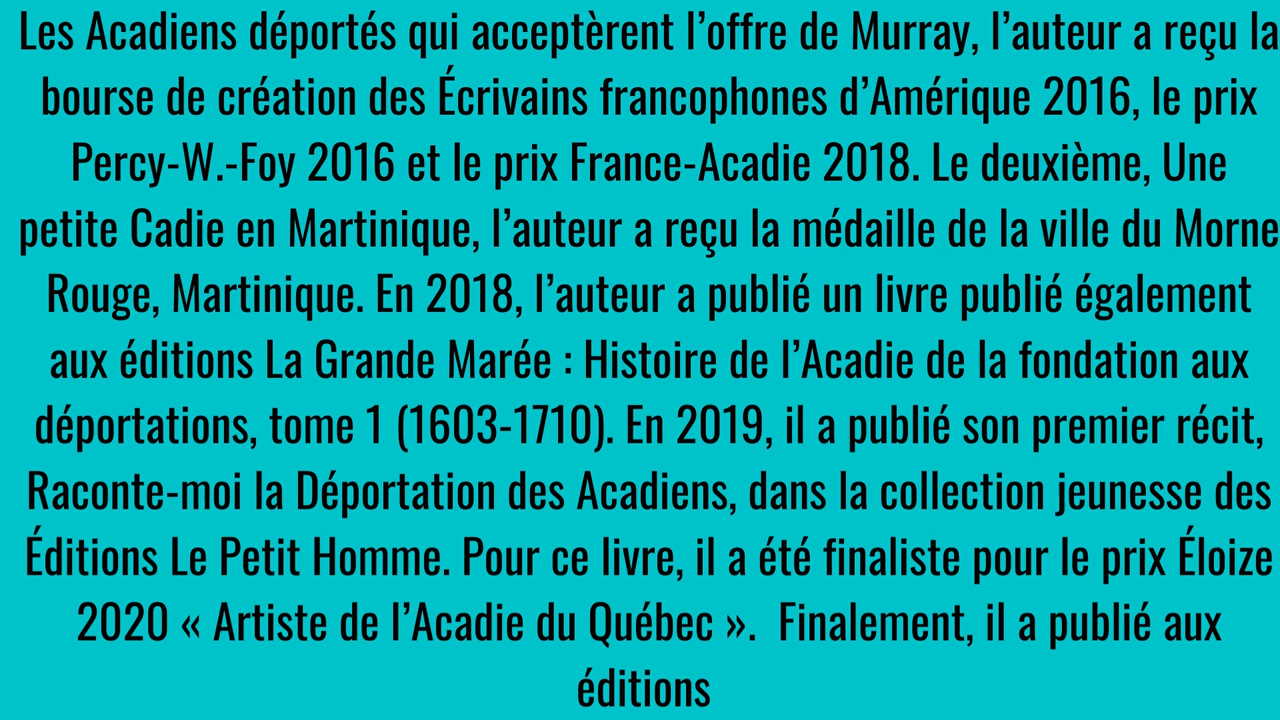 Les Acadiens déportés qui acceptèrent l’offre de Murray, l’auteur a reçu la
bourse de création des Écrivains francophones d’Amérique 2016, le prix
Percy-W.-Foy 2016 et le prix France-Acadie 2018. Le deuxième, Une
petite Cadie en Martinique, l’auteur a reçu la médaille de la ville du Morne
Rouge, Martinique. En 2018, l’auteur a publié un livre publié également
aux éditions La Grande Marée : Histoire de l’Acadie de la fondation aux
déportations, tome 1 (1603-1710). En 2019, il a publié son premier récit,
Raconte-moi la Déportation des Acadiens, dans la collection jeunesse des
Éditions Le Petit Homme. Pour ce livre, il a été finaliste pour le prix Éloize
2020 « Artiste de l’Acadie du Québec ».  Finalement, il a publié aux
éditions